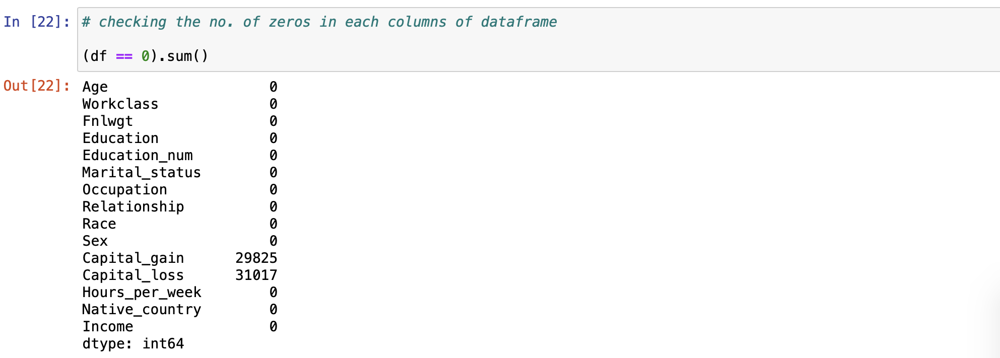 In [22]: # checking the no. of zeros in each columns of dataframe
(df == 0).sum()
Out[22]: Age 0
Workclass 0
Fnlwgt 0
Education 0
Education_num 0
Marital_status 0
Occupation 0
Relationship 0
Race 0
Sex 0
Capital_gain 29825
Capital_loss 31017
Hours_per_week 0
Native_country 0
Income 0
dtype: int64